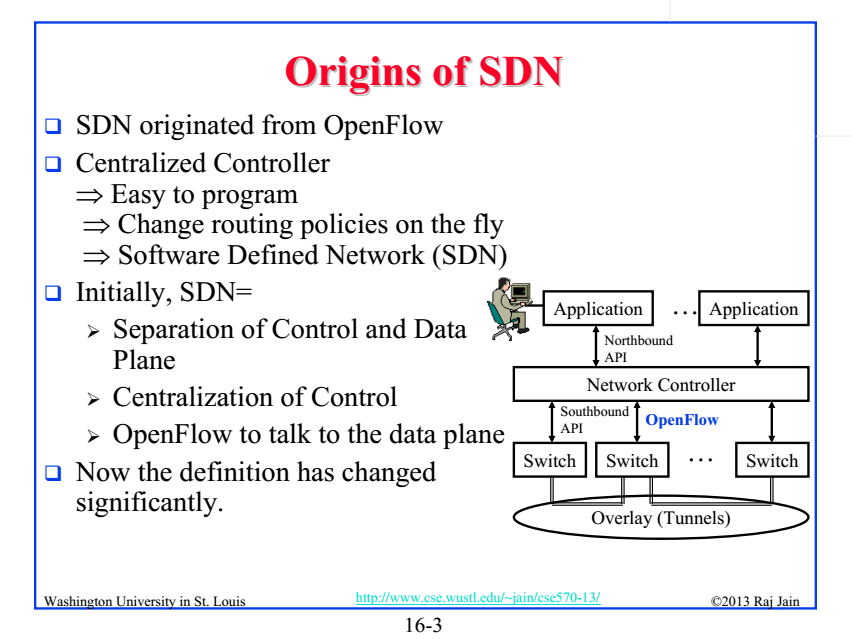 Origins of SDN
❑ SDN originated from OpenFlow
❑ Centralized Controller
⇒ Easy to program
⇒ Change routing policies on the fly
⇒ Software Defined Network (SDN)
❑ Initially, SDN=
➢ Separation of Control and Data
Plane
➢ Centralization of Control
➢ OpenFlow to talk to the data plane
❑ Now the definition has changed
significantly.
Application … Application
Northbound
API
Network Controller
Southbound
API
OpenFlow
Switch Switch … Switch
Overlay (Tunnels)
Washington University in St. Louis
http://www.cse.wustl.edu/~jain/cse570-13/
©2013 Raj Jain
16-3